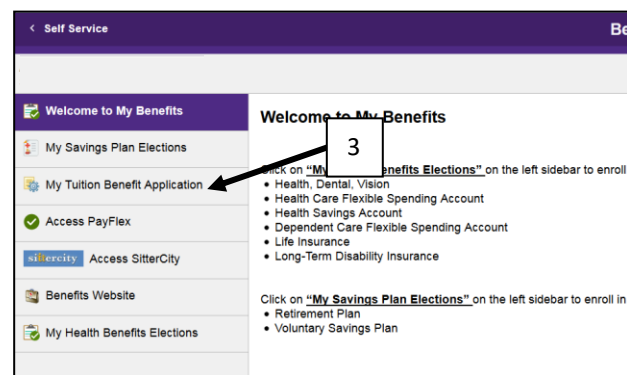 < Self Service
Be
Welcome to My Benefits
My Savings Plan Elections
My Tuition Benefit Application
Access PayFlex
sittercity Access SitterCity
Benefits Website
My Health Benefits Elections
Welcome to My Benefits
3
Click on "My enefits Elections" on the left sidebar to enroll
• Health, Dental, Vision
• Health Care Flexible Spending Account
• Health Savings Account
• Dependent Care Flexible Spending Account
• Life Insurance
• Long-Term Disability Insurance
Click on "My Savings Plan Elections" on the left sidebar to enroll in
• Retirement Plan
• Voluntary Savings Plan